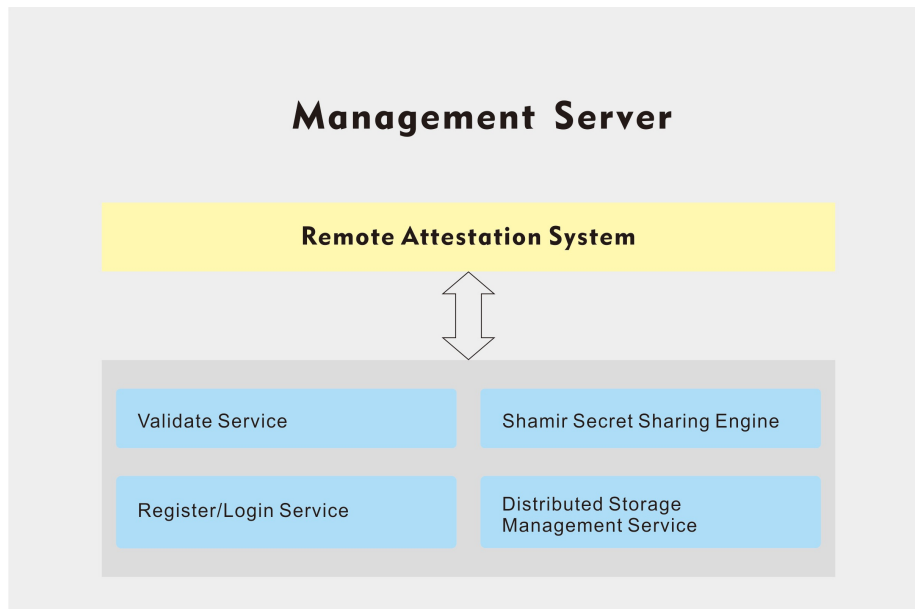 Management Server
Remote Attestation System
Validate Service
Shamir Secret Sharing Engine
Register/Login Service
Distributed Storage
Management Service